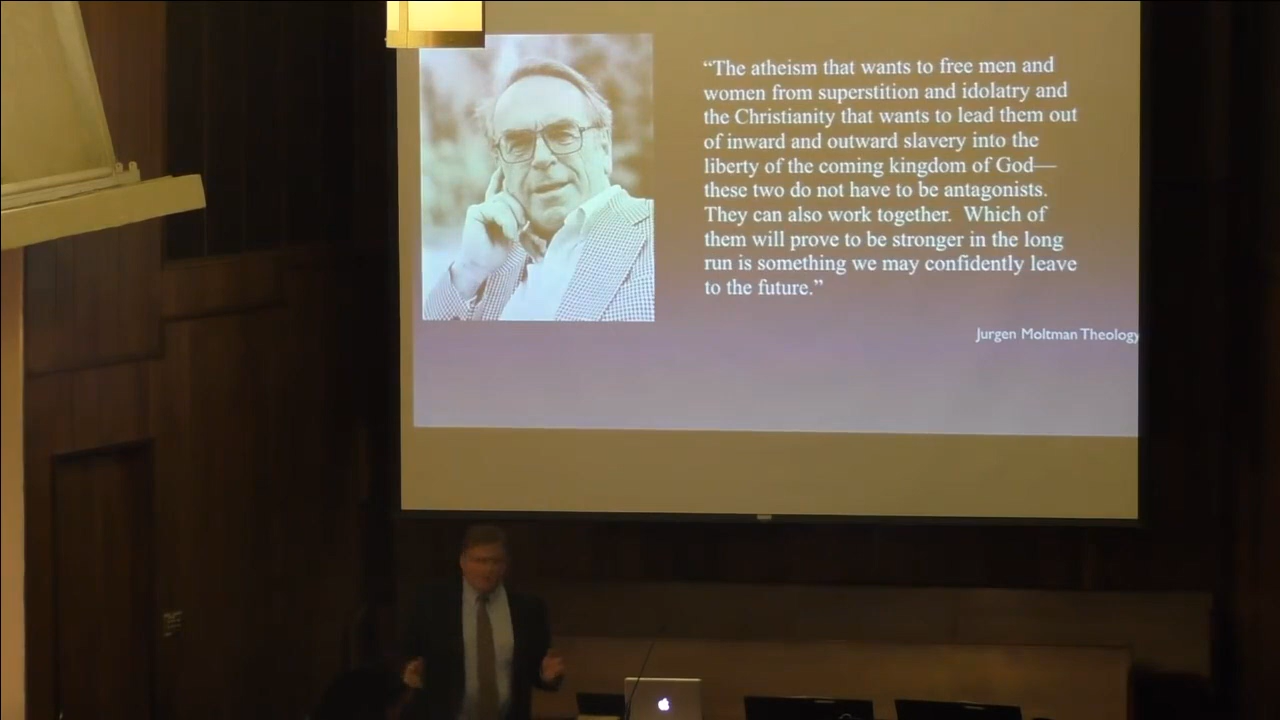 “The atheism that wants to free men and
women from superstition and idolatry and
the Christianity that wants to lead them out
of inward and outward slavery into the
liberty of the coming kingdom of God—
these two do not have to be antagonists.
They can also work together.  Which of
them will prove to be stronger in the long
run is something we may confidently leave
to the future.”
Jurgen Moltman Theology